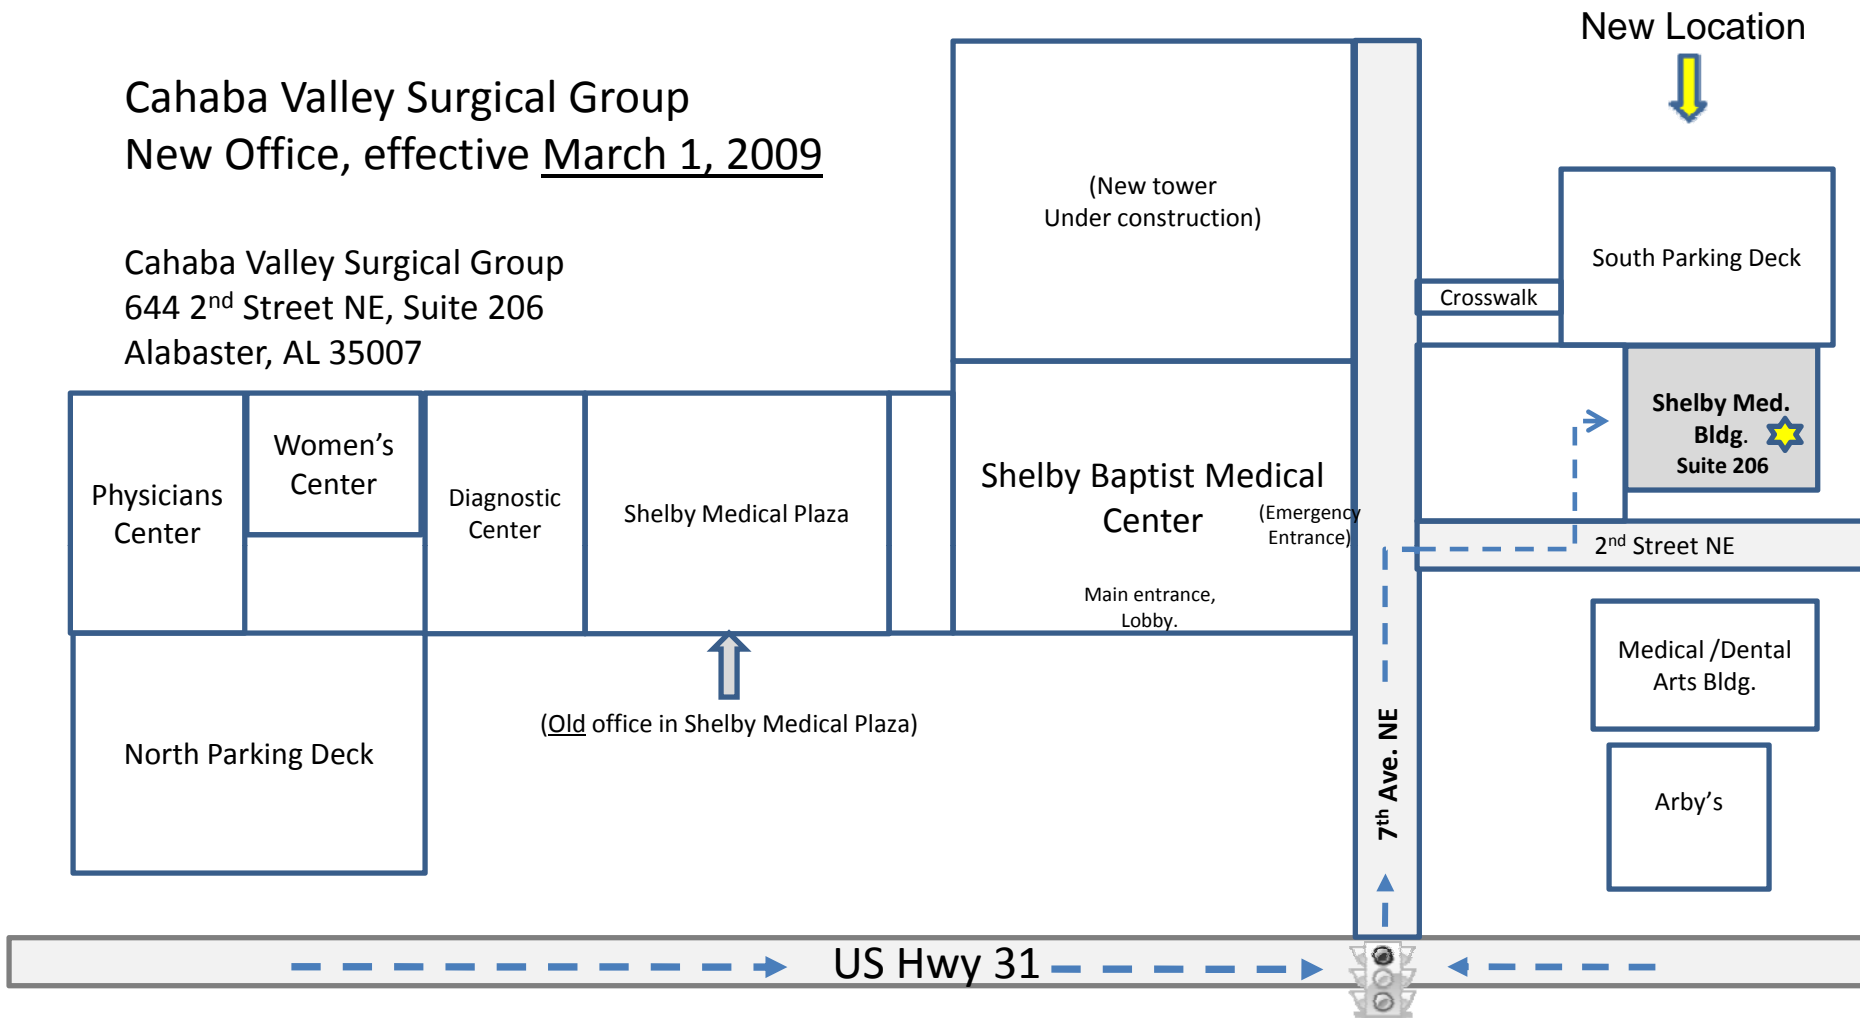 New Location
Cahaba Valley Surgical Group
New Office, effective March 1, 2009
(New tower
Under construction)
South Parking Deck
Cahaba Valley Surgical Group
644 2nd Street NE, Suite 206
Alabaster, AL 35007
Crosswalk
Shelby Med.
Bldg.
Suite 206
Physicians
Center
Women’s
Center
Diagnostic
Center
Shelby Medical Plaza
Shelby Baptist Medical
Center
(Emergency
Entrance)
Main entrance,
Lobby.
2nd Street NE
Medical /Dental
Arts Bldg.
(Old office in Shelby Medical Plaza)
North Parking Deck
7th Ave. NE
Arby’s
US Hwy 31